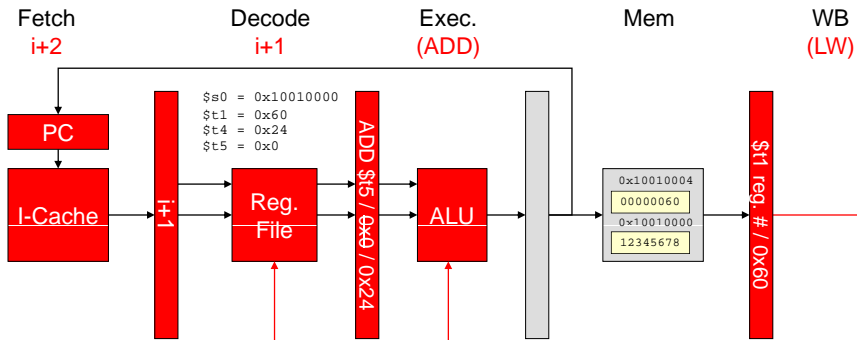 Fetch
i+2
Decode
i+1
Exec.
(ADD)
Mem
WB
(LW)
$s0 = 0x10010000
$t1 = 0x60
$t4 = 0x24
$t5 = 0x0
PC
I-Cache
i+1
Reg.
File
ADD $t5 / 0x0 / 0x24
ALU
0x10010004
00000060
0x10010000
12345678
$t1 reg. # / 0x60